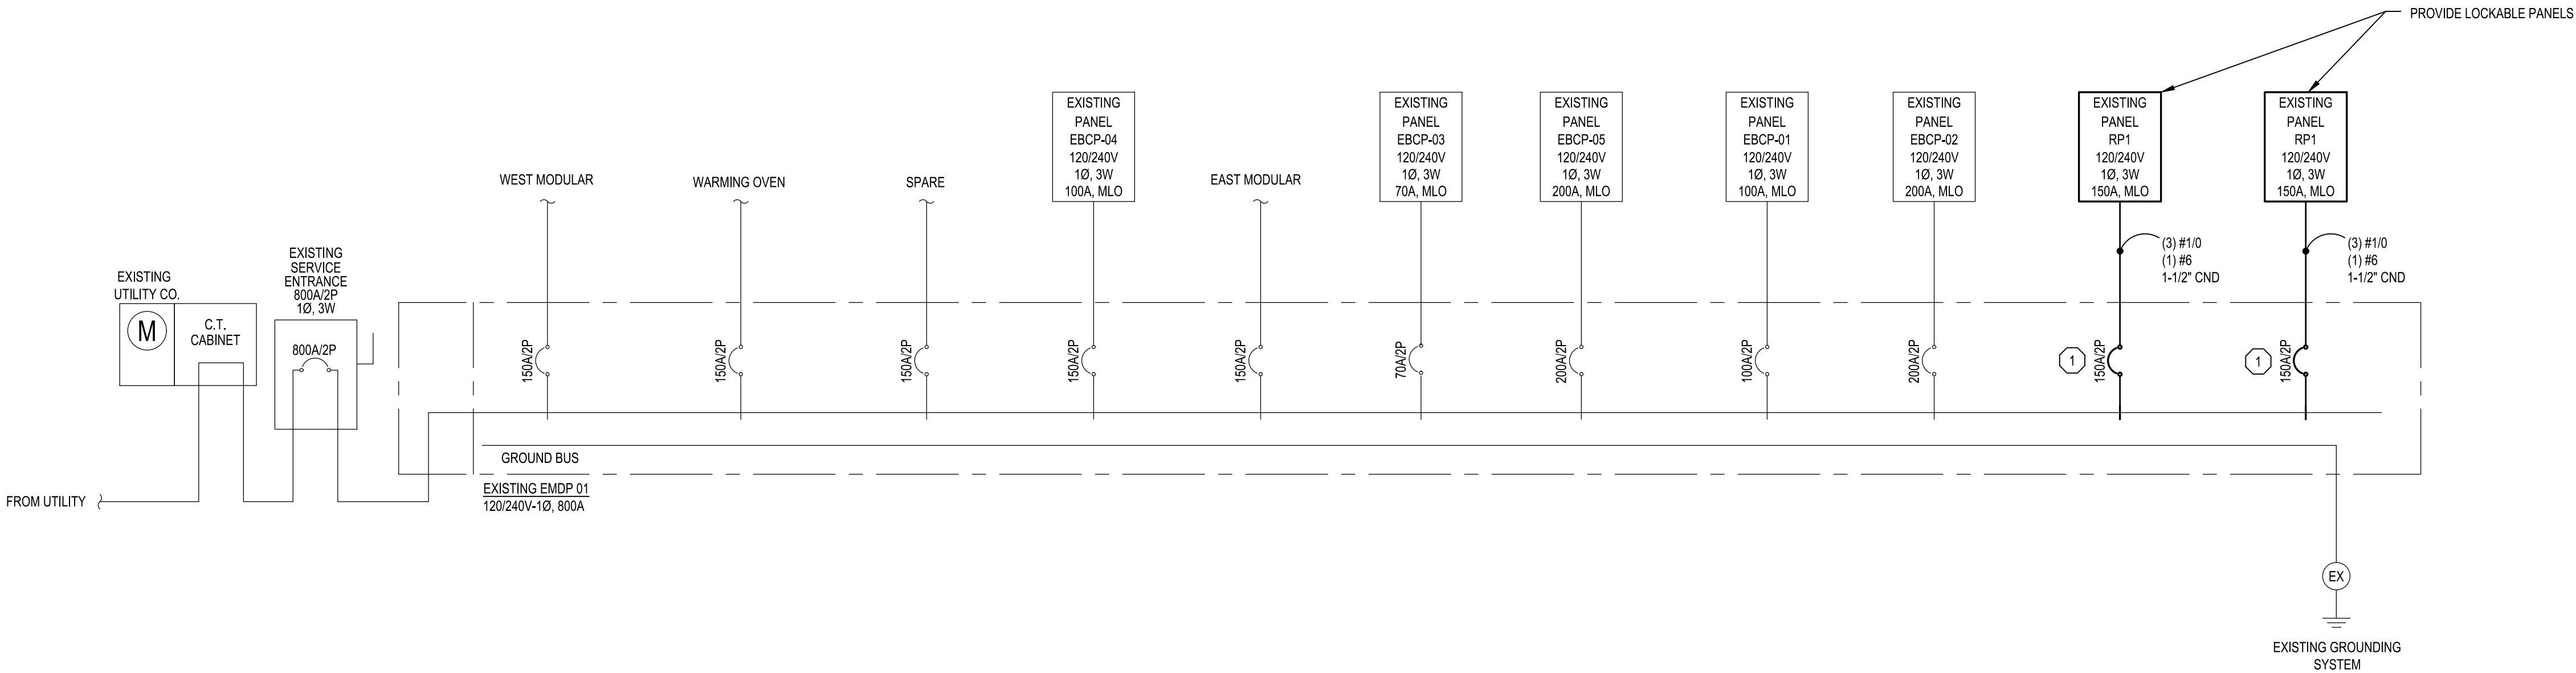 PROVIDE LOCKABLE PANELS
EXISTING
PANEL
EBCP-04
120/240V
1Ø, 3W
100A, MLO
EXISTING
PANEL
EBCP-03
120/240V
1Ø, 3W
70A, MLO
EXISTING
PANEL
EBCP-05
120/240V
1Ø, 3W
200A, MLO
EXISTING
PANEL
EBCP-01
120/240V
1Ø, 3W
100A, MLO
EXISTING
PANEL
EBCP-02
120/240V
1Ø, 3W
200A, MLO
EXISTING
PANEL
RP1
120/240V
1Ø, 3W
150A, MLO
EXISTING
PANEL
RP1
120/240V
1Ø, 3W
150A, MLO
WEST MODULAR
WARMING OVEN
SPARE
EAST MODULAR
(3) #1/0
(1) #6
1-1/2" CND
(3) #1/0
(1) #6
1-1/2" CND
EXISTING
UTILITY CO.
M
C.T.
CABINET
EXISTING
SERVICE
ENTRANCE
800A/2P
1Ø, 3W
800A/2P
150A/2P
150A/2P
150A/2P
150A/2P
150A/2P
70A/2P
200A/2P
100A/2P
200A/2P
1
150A/2P
1
150A/2P
GROUND BUS
EXISTING EMDP 01
120/240V-1Ø, 800A
FROM UTILITY
EX
EXISTING GROUNDING
SYSTEM